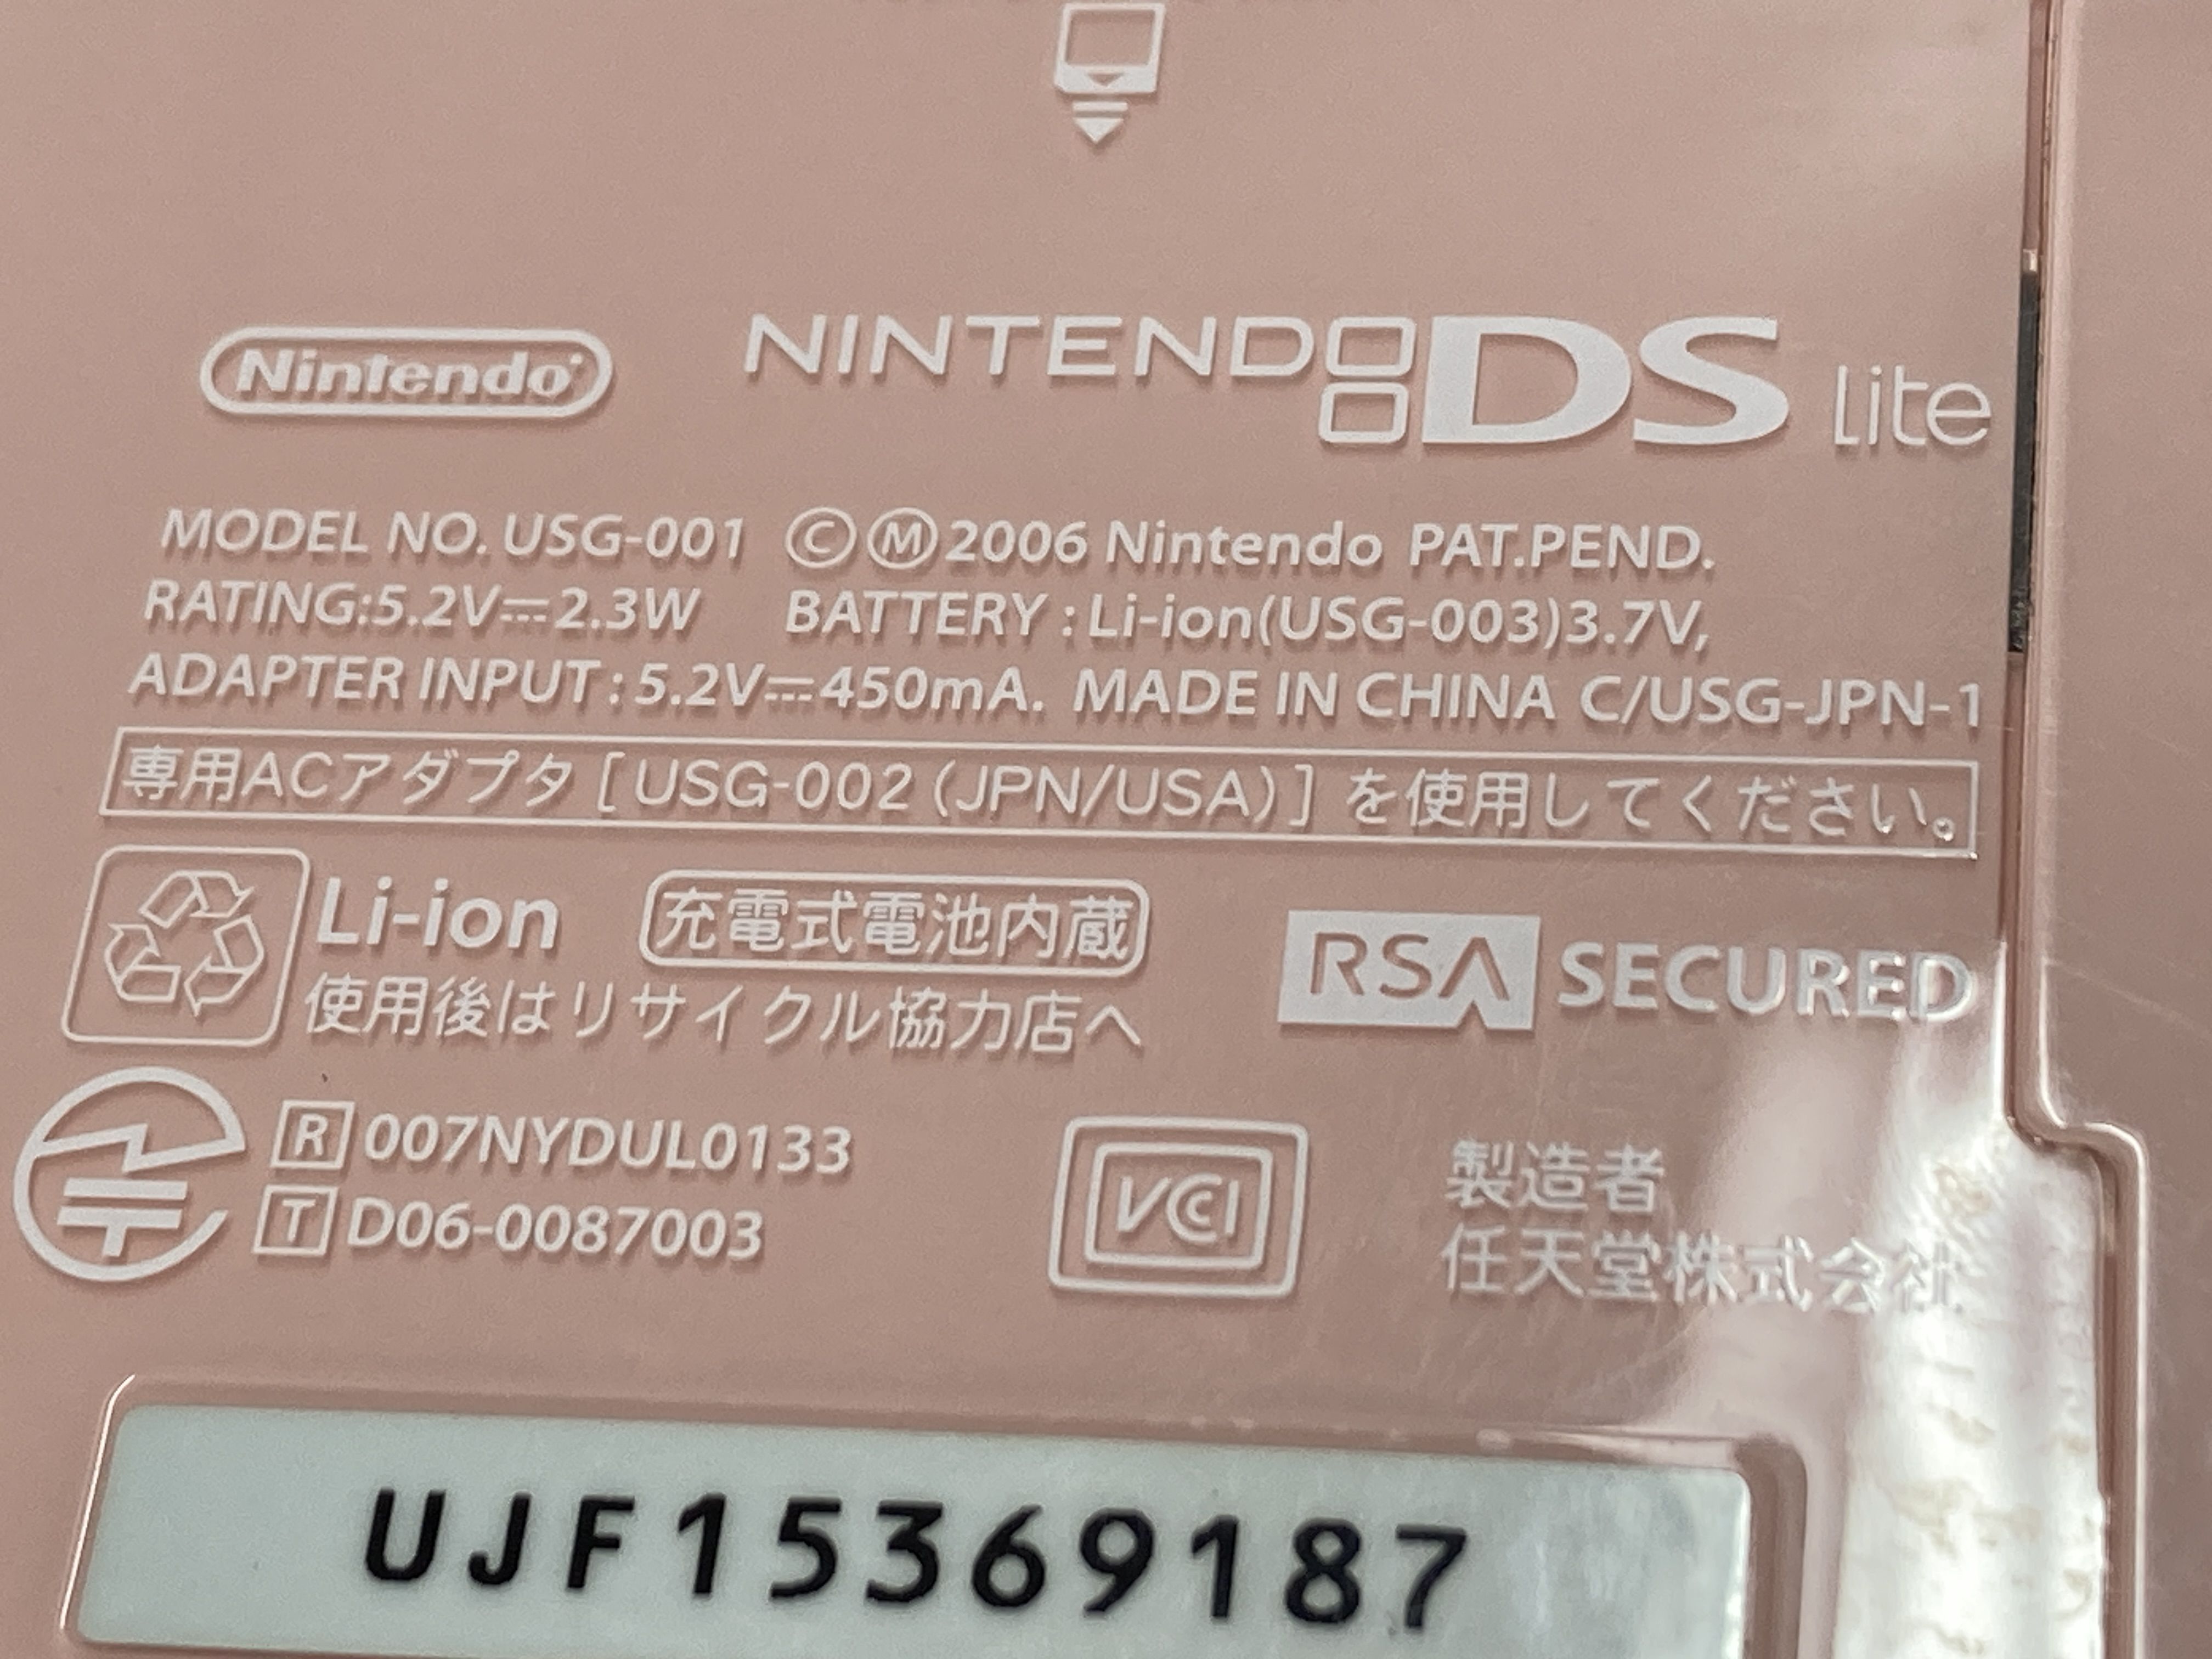 Nintendo
NINTENDO DS Lite
MODEL NO. USG-001 ©Ⓜ2006 Nintendo PAT.PEND.
RATING:5.2V⎓2.3W BATTERY : Li-ion(USG-003)3.7V,
ADAPTER INPUT : 5.2V⎓450mA. MADE IN CHINA C/USG-JPN-1
専用ACアダプタ [ USG-002 (JPN/USA) ] を使用してください。
Li-ion 充電式電池内蔵
使用後はリサイクル協力店へ
RSA SECURED
R 007NYDUL0133
T D06-0087003
VCCI
製造者
任天堂株式会社
UJF15369187